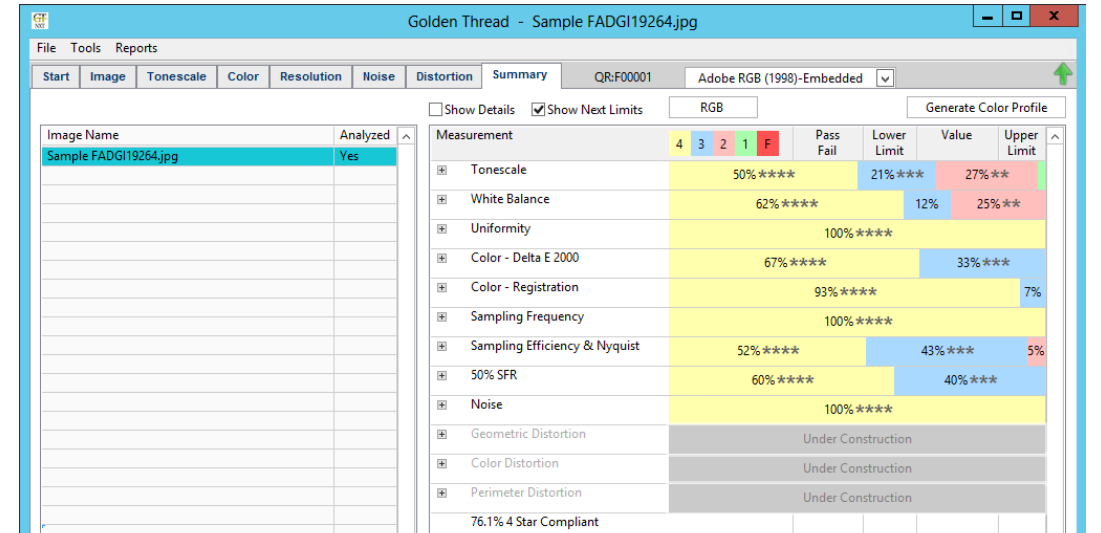 GT
NXT
Golden Thread - Sample FADGI19264.jpg
File Tools Reports
Start Image Tonescale Color Resolution Noise Distortion Summary QR:F00001 Adobe RGB (1998)-Embedded
Show Details Show Next Limits RGB Generate Color Profile
Image Name Analyzed
Sample FADGI19264.jpg Yes
Measurement 4 3 2 1 F Pass Fail Lower Limit Value Upper Limit
Tonescale 50%**** 21%*** 27%**
White Balance 62%**** 12% 25%**
Uniformity 100%****
Color - Delta E 2000 67%**** 33%***
Color - Registration 93%**** 7%
Sampling Frequency 100%****
Sampling Efficiency & Nyquist 52%**** 43%*** 5%
50% SFR 60%**** 40%***
Noise 100%****
Geometric Distortion Under Construction
Color Distortion Under Construction
Perimeter Distortion Under Construction
76.1% 4 Star Compliant